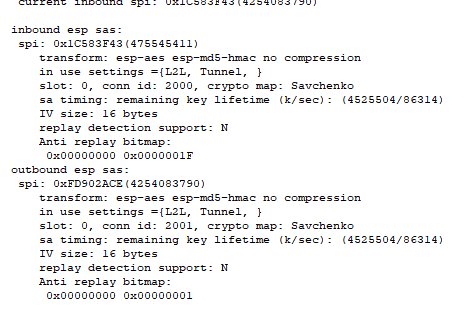 current inbound spi: 0x1C583F43(4254083790)
inbound esp sas:
spi: 0x1C583F43(475545411)
transform: esp-aes esp-md5-hmac no compression
in use settings ={L2L, Tunnel, }
slot: 0, conn id: 2000, crypto map: Savchenko
sa timing: remaining key lifetime (k/sec): (4525504/86314)
IV size: 16 bytes
replay detection support: N
Anti replay bitmap:
0x00000000 0x0000001F
outbound esp sas:
spi: 0xFD902ACE(4254083790)
transform: esp-aes esp-md5-hmac no compression
in use settings ={L2L, Tunnel, }
slot: 0, conn id: 2001, crypto map: Savchenko
sa timing: remaining key lifetime (k/sec): (4525504/86314)
IV size: 16 bytes
replay detection support: N
Anti replay bitmap:
0x00000000 0x00000001